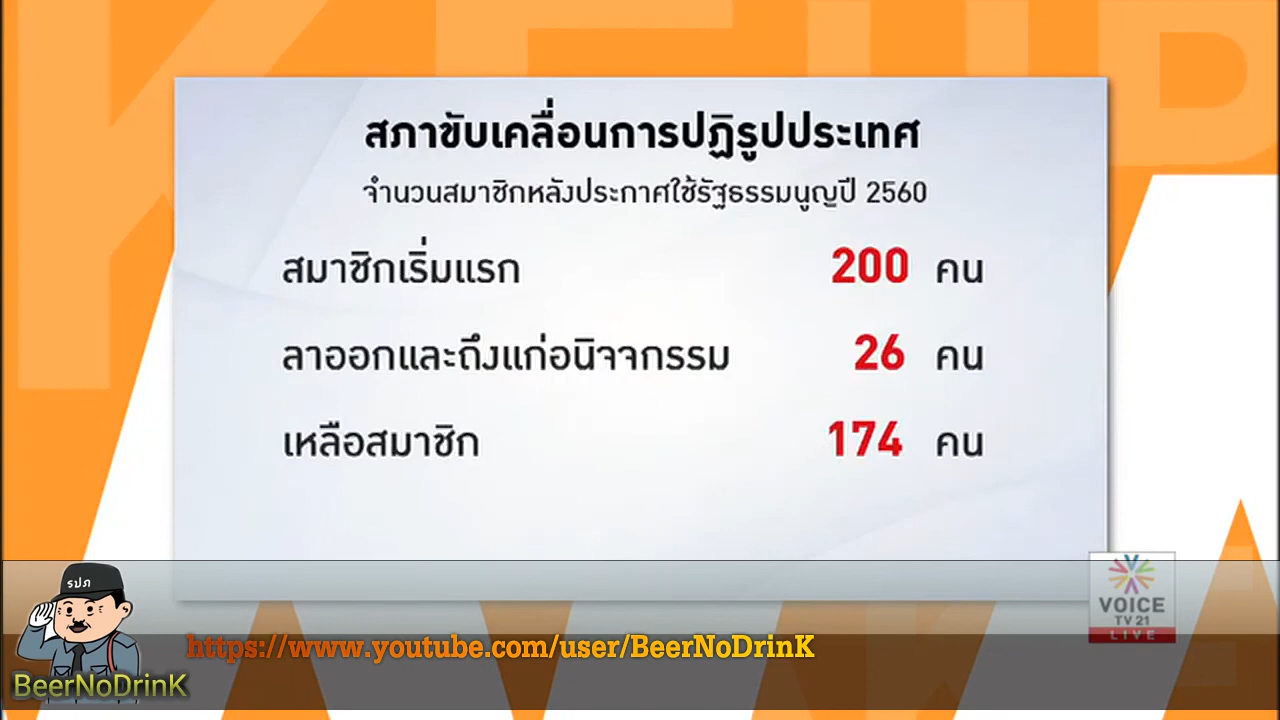 สภาขับเคลื่อนการปฏิรูปประเทศ
จำนวนสมาชิกหลังประกาศใช้รัฐธรรมนูญปี 2560
สมาชิกเริ่มแรก 200 คน
ลาออกและถึงแก่อนิจจกรรม 26 คน
เหลือสมาชิก 174 คน
VOICE
TV 21
LIVE
รปภ
https://www.youtube.com/user/BeerNoDrinK
BeerNoDrinK